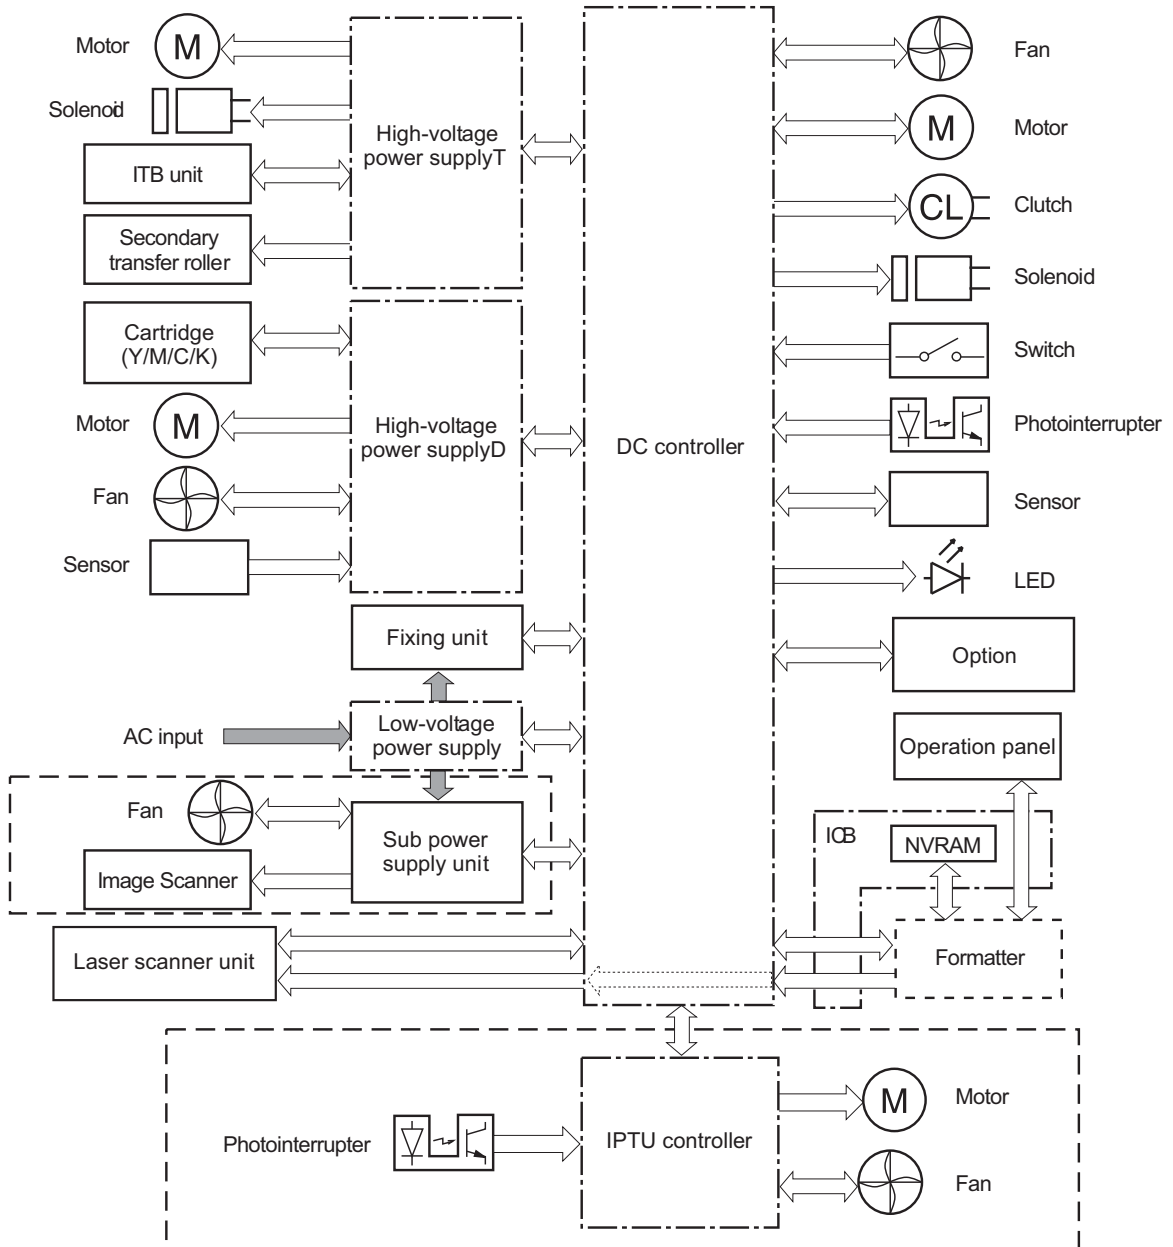 Motor
M
Solenoid
ITB unit
Secondary
transfer roller
High-voltage
power supplyT
Cartridge
(Y/M/C/K)
Motor
M
Fan
Sensor
High-voltage
power supplyD
Fixing unit
AC input
Low-voltage
power supply
Fan
Image Scanner
Sub power
supply unit
Laser scanner unit
DC controller
Fan
M
Motor
CL
Clutch
Solenoid
Switch
Photointerrupter
Sensor
LED
Option
Operation panel
ICB
NVRAM
Formatter
Photointerrupter
IPTU controller
M
Motor
Fan